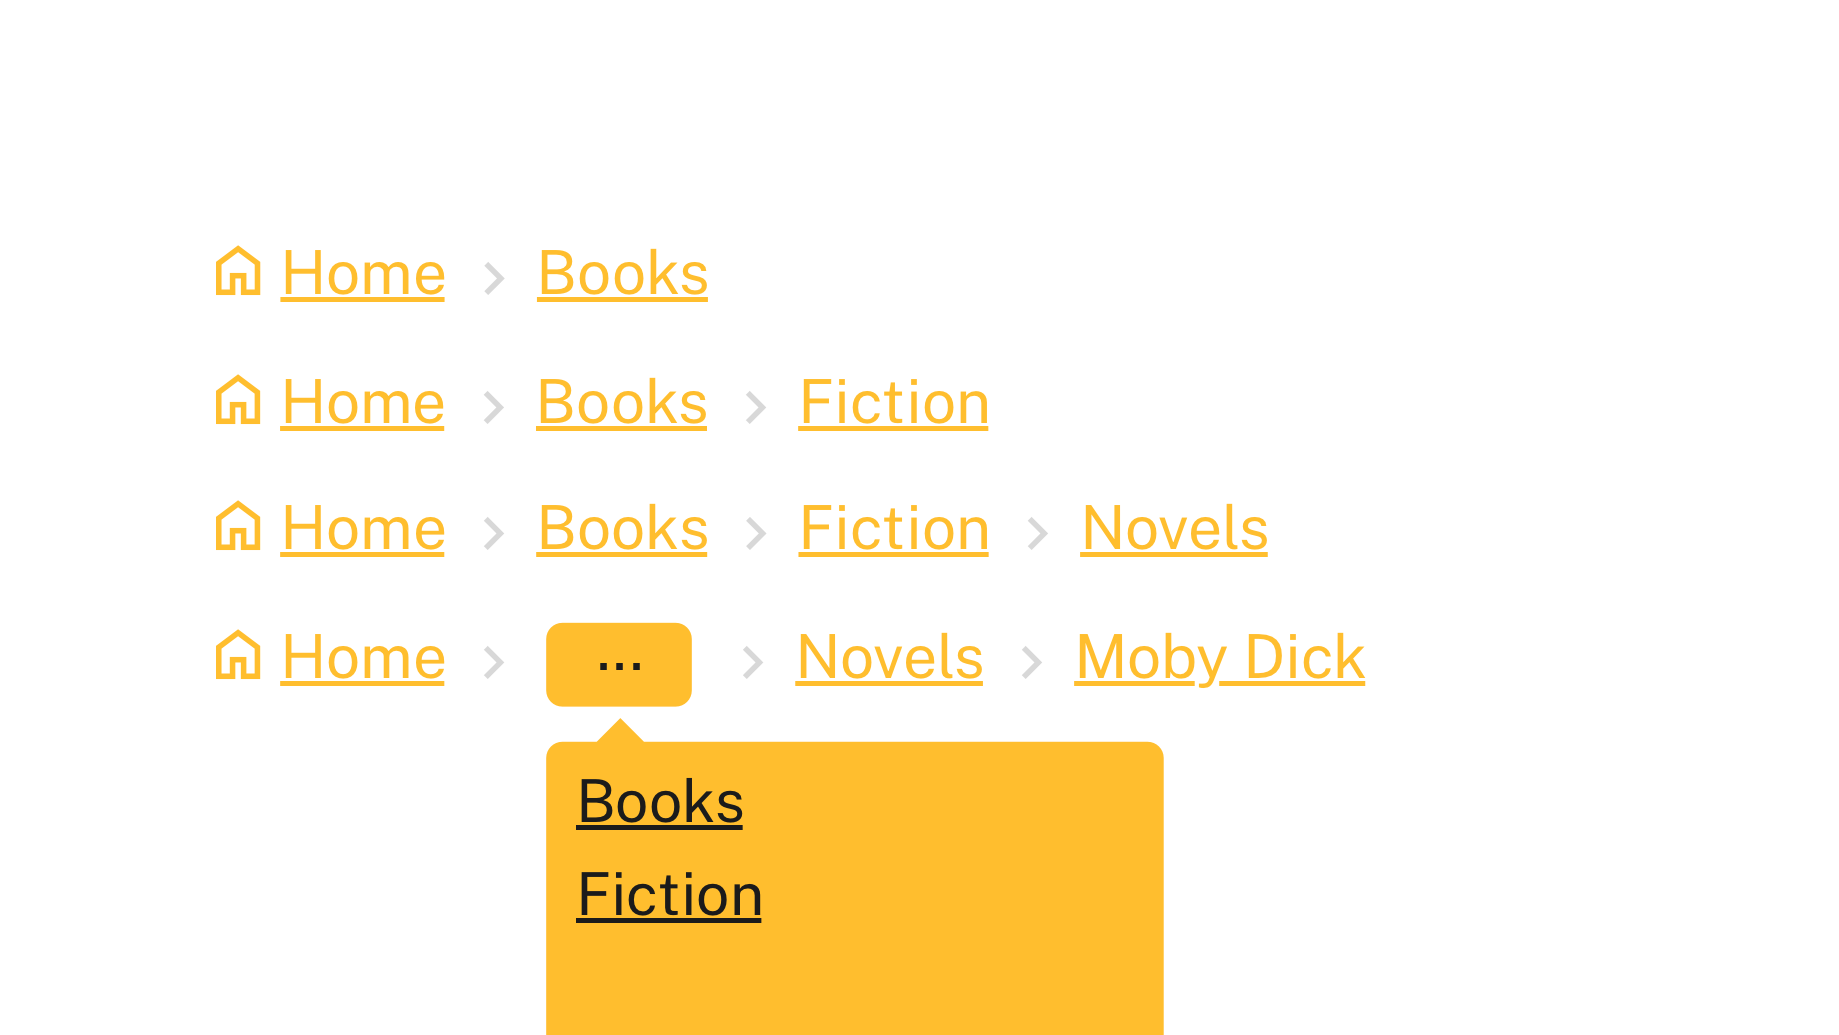 Home > Books
Home > Books > Fiction
Home > Books > Fiction > Novels
Home > ... > Novels > Moby Dick
Books
Fiction